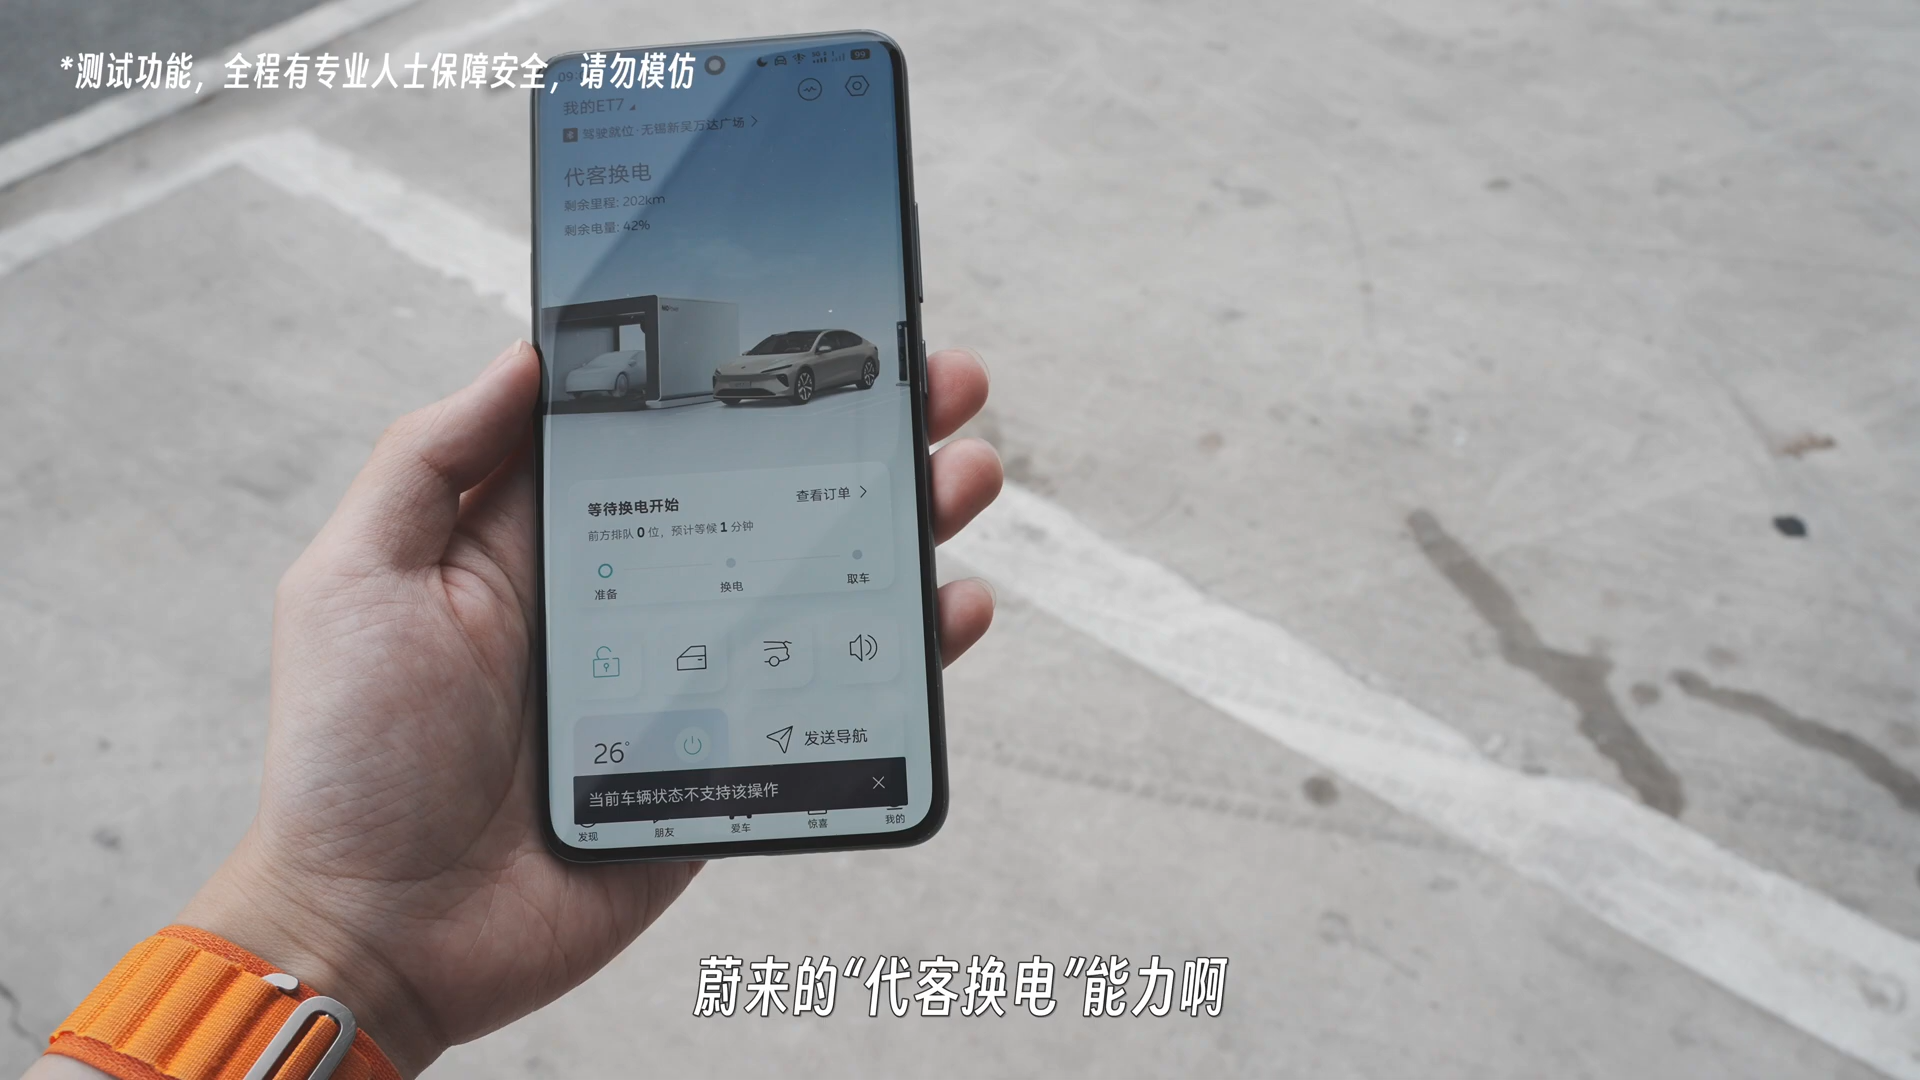 *测试功能，全程有专业人士保障安全，请勿模仿
99
我的ET7
驾驶就位·无锡新吴万达广场
代客换电
剩余里程: 202km
剩余电量: 42%
等待换电开始
查看订单
前方排队 0 位，预计等候 1 分钟
准备
换电
取车
26°
发送导航
当前车辆状态不支持该操作
发现
朋友
爱车
惊喜
我的
蔚来的“代客换电”能力啊